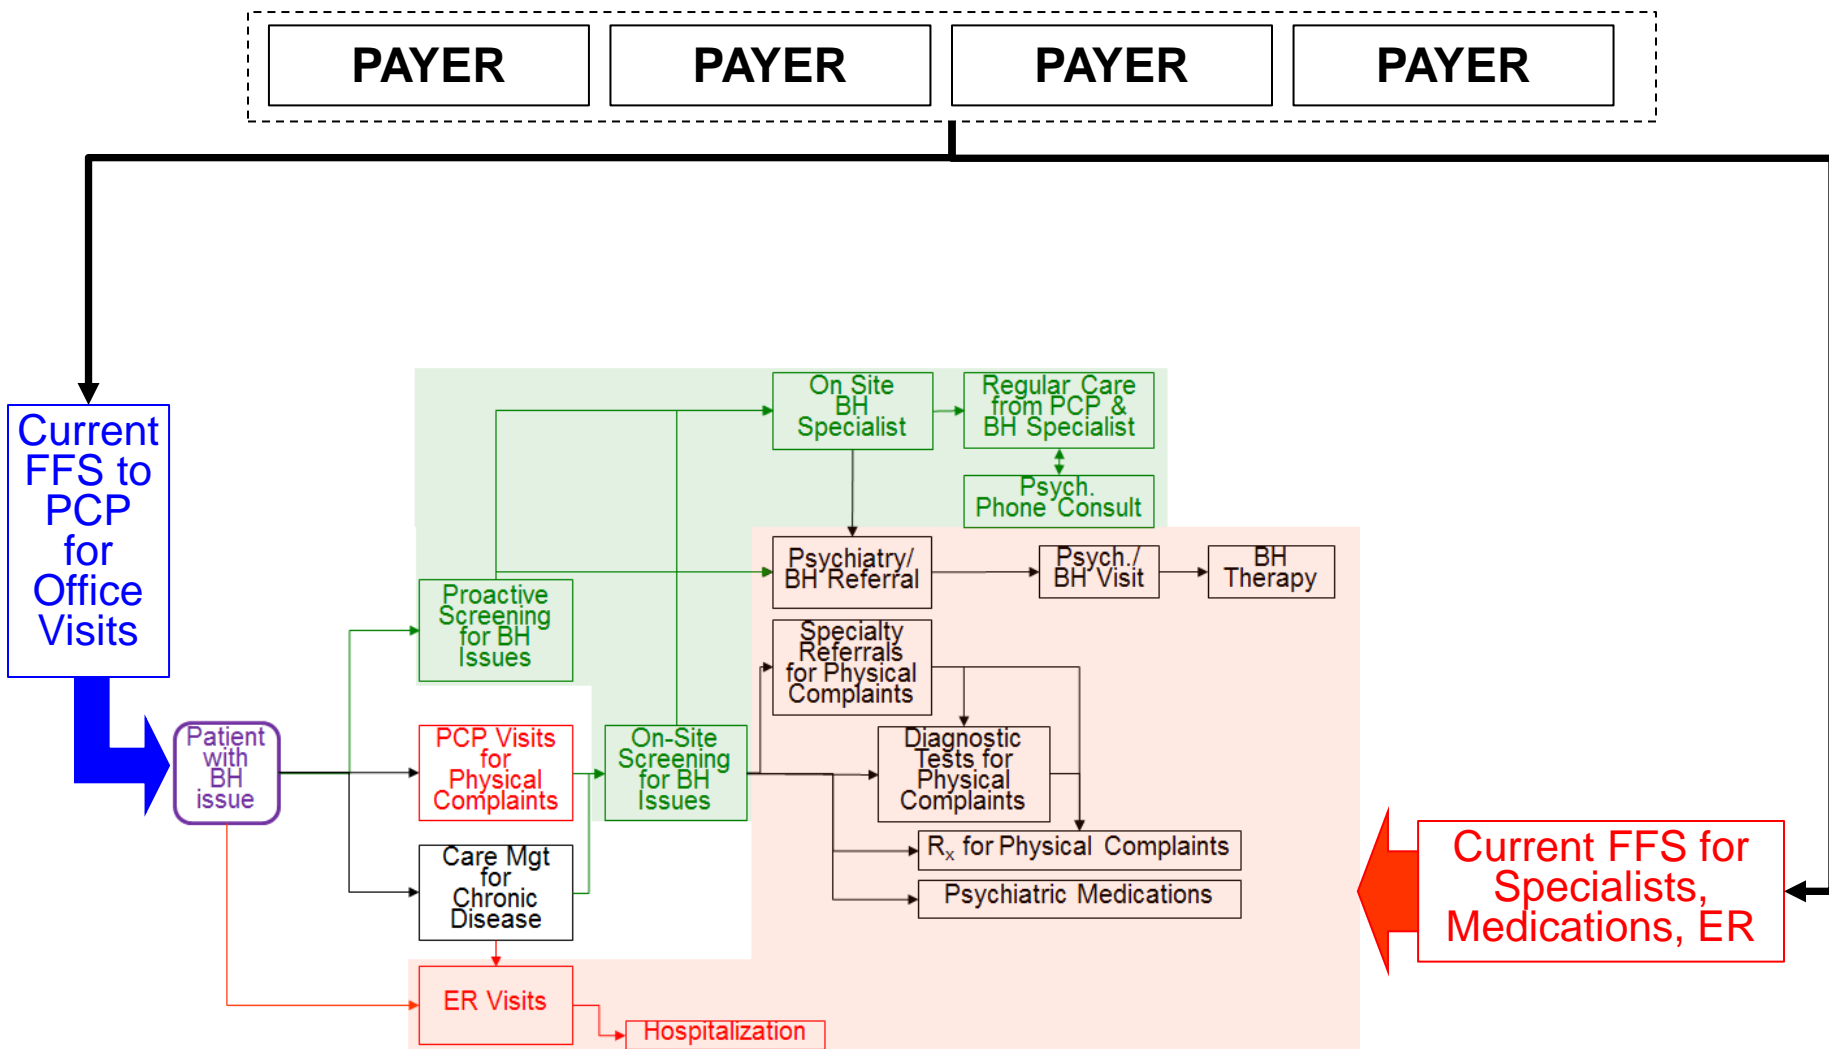 PAYER
PAYER
PAYER
PAYER
Current
FFS to
PCP
for
Office
Visits
On Site
BH
Specialist
Regular Care
from PCP &
BH Specialist
Psych.
Phone Consult
Psychiatry/
BH Referral
Psych./
BH Visit
BH
Therapy
Proactive
Screening
for BH
Issues
Specialty
Referrals
for Physical
Complaints
Patient
with
BH
issue
PCP Visits
for
Physical
Complaints
On-Site
Screening
for BH
Issues
Diagnostic
Tests for
Physical
Complaints
Rx for Physical Complaints
Care Mgt
for
Chronic
Disease
Psychiatric Medications
Current FFS for
Specialists,
Medications, ER
ER Visits
Hospitalization